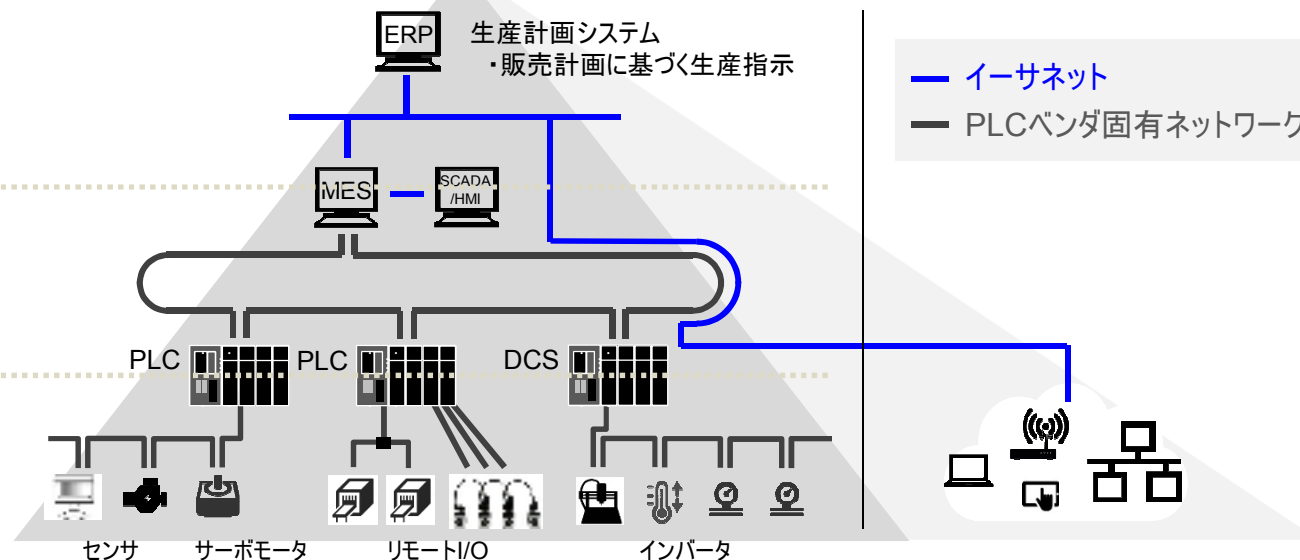 ERP
生産計画システム
・販売計画に基づく生産指示
イーサネット
PLCベンダ固有ネットワーク
MES
SCADA
/HMI
PLC
PLC
DCS
センサ
サーボモータ
リモートI/O
インバータ